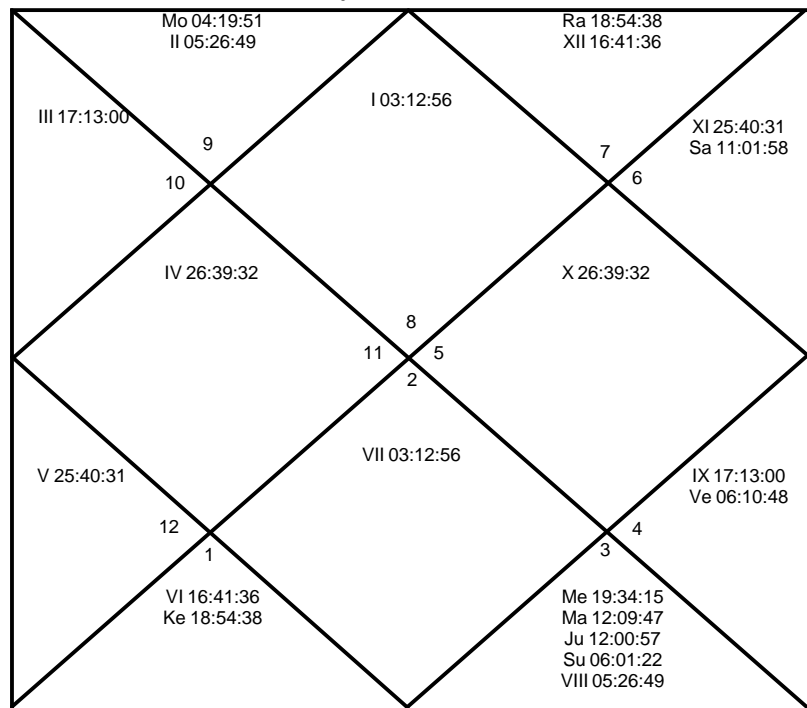 Mo 04:19:51
II 05:26:49
Ra 18:54:38
XII 16:41:36
I 03:12:56
III 17:13:00
XI 25:40:31
Sa 11:01:58
9
7
10
6
IV 26:39:32
X 26:39:32
8
11
5
2
VII 03:12:56
V 25:40:31
IX 17:13:00
Ve 06:10:48
12
4
1
3
VI 16:41:36
Ke 18:54:38
Me 19:34:15
Ma 12:09:47
Ju 12:00:57
Su 06:01:22
VIII 05:26:49